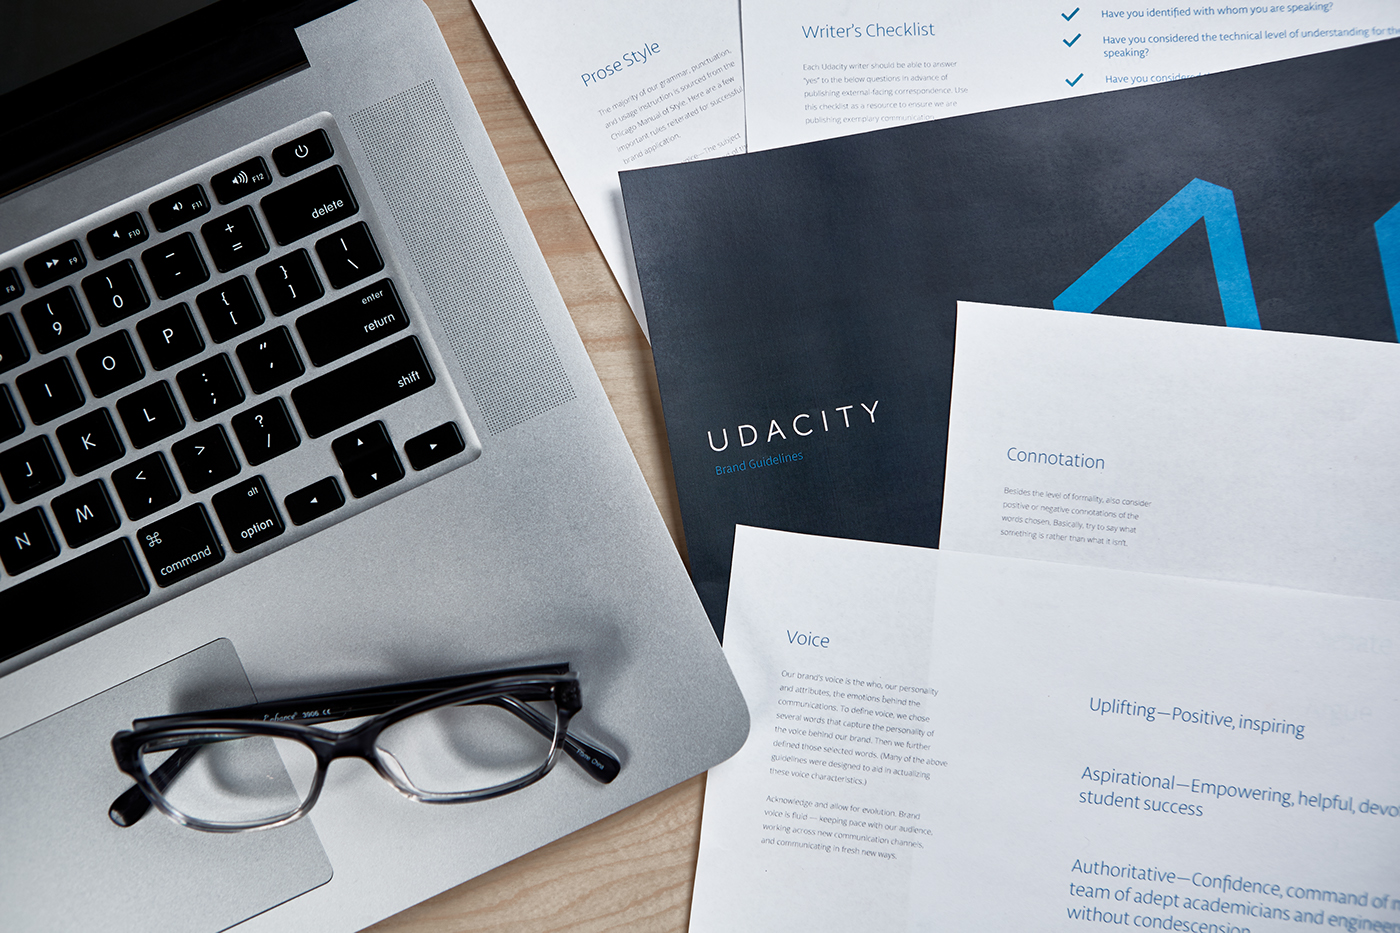 Prose Style
The majority of our grammar, punctuation,
and usage instruction is sourced from the
Chicago Manual of Style. Here are a few
important rules reiterated for successful
brand application.
Voice—The subject
Writer's Checklist
Each Udacity writer should be able to answer
"yes" to the below questions in advance of
publishing external-facing correspondence. Use
this checklist as a resource to ensure we are
publishing exemplary communication.
Have you identified with whom you are speaking?
Have you considered the technical level of understanding for the
speaking?
Have you considered
UDACITY
Brand Guidelines
Connotation
Besides the level of formality, also consider
positive or negative connotations of the
words chosen. Basically, try to say what
something is rather than what it isn't.
Voice
Our brand's voice is the who, our personality
and attributes, the emotions behind the
communications. To define voice, we chose
several words that capture the personality of
the voice behind our brand. Then we further
defined those selected words. (Many of the above
guidelines were designed to aid in actualizing
these voice characteristics.)
Acknowledge and allow for evolution. Brand
voice is fluid — keeping pace with our audience,
working across new communication channels,
and communicating in fresh new ways.
Uplifting—Positive, inspiring
Aspirational—Empowering, helpful, devo
student success
Authoritative—Confidence, command of m
team of adept academicians and enginee
without condescension
F8
F9
F10
F11
F12
( 9
) 0
_ -
+ =
delete
I
O
P
{ [
} ]
| \
J
K
L
: ;
" '
enter
return
N
M
< ,
> .
? /
shift
⌘
command
alt
option
Enhance 3906 CE